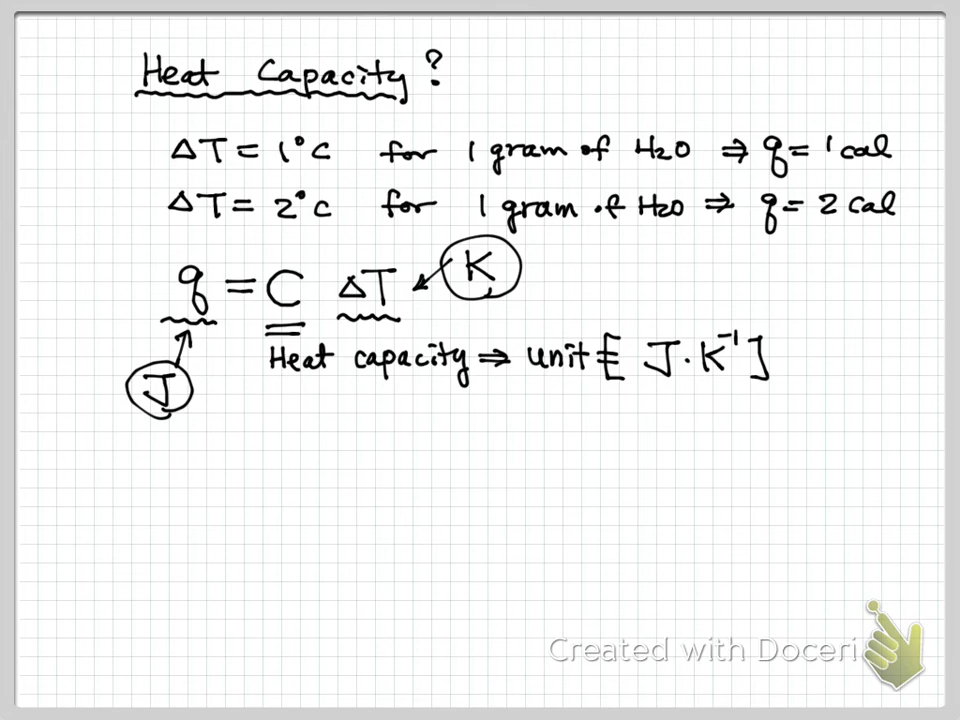 Heat Capacity?
ΔT = 1°C for 1 gram of H2O ⇒ q = 1 cal
ΔT = 2°C for 1 gram of H2O ⇒ q = 2 cal
q = C ΔT ← K
Heat capacity ⇒ unit = [ J·K⁻¹ ]
J
Created with Doceri